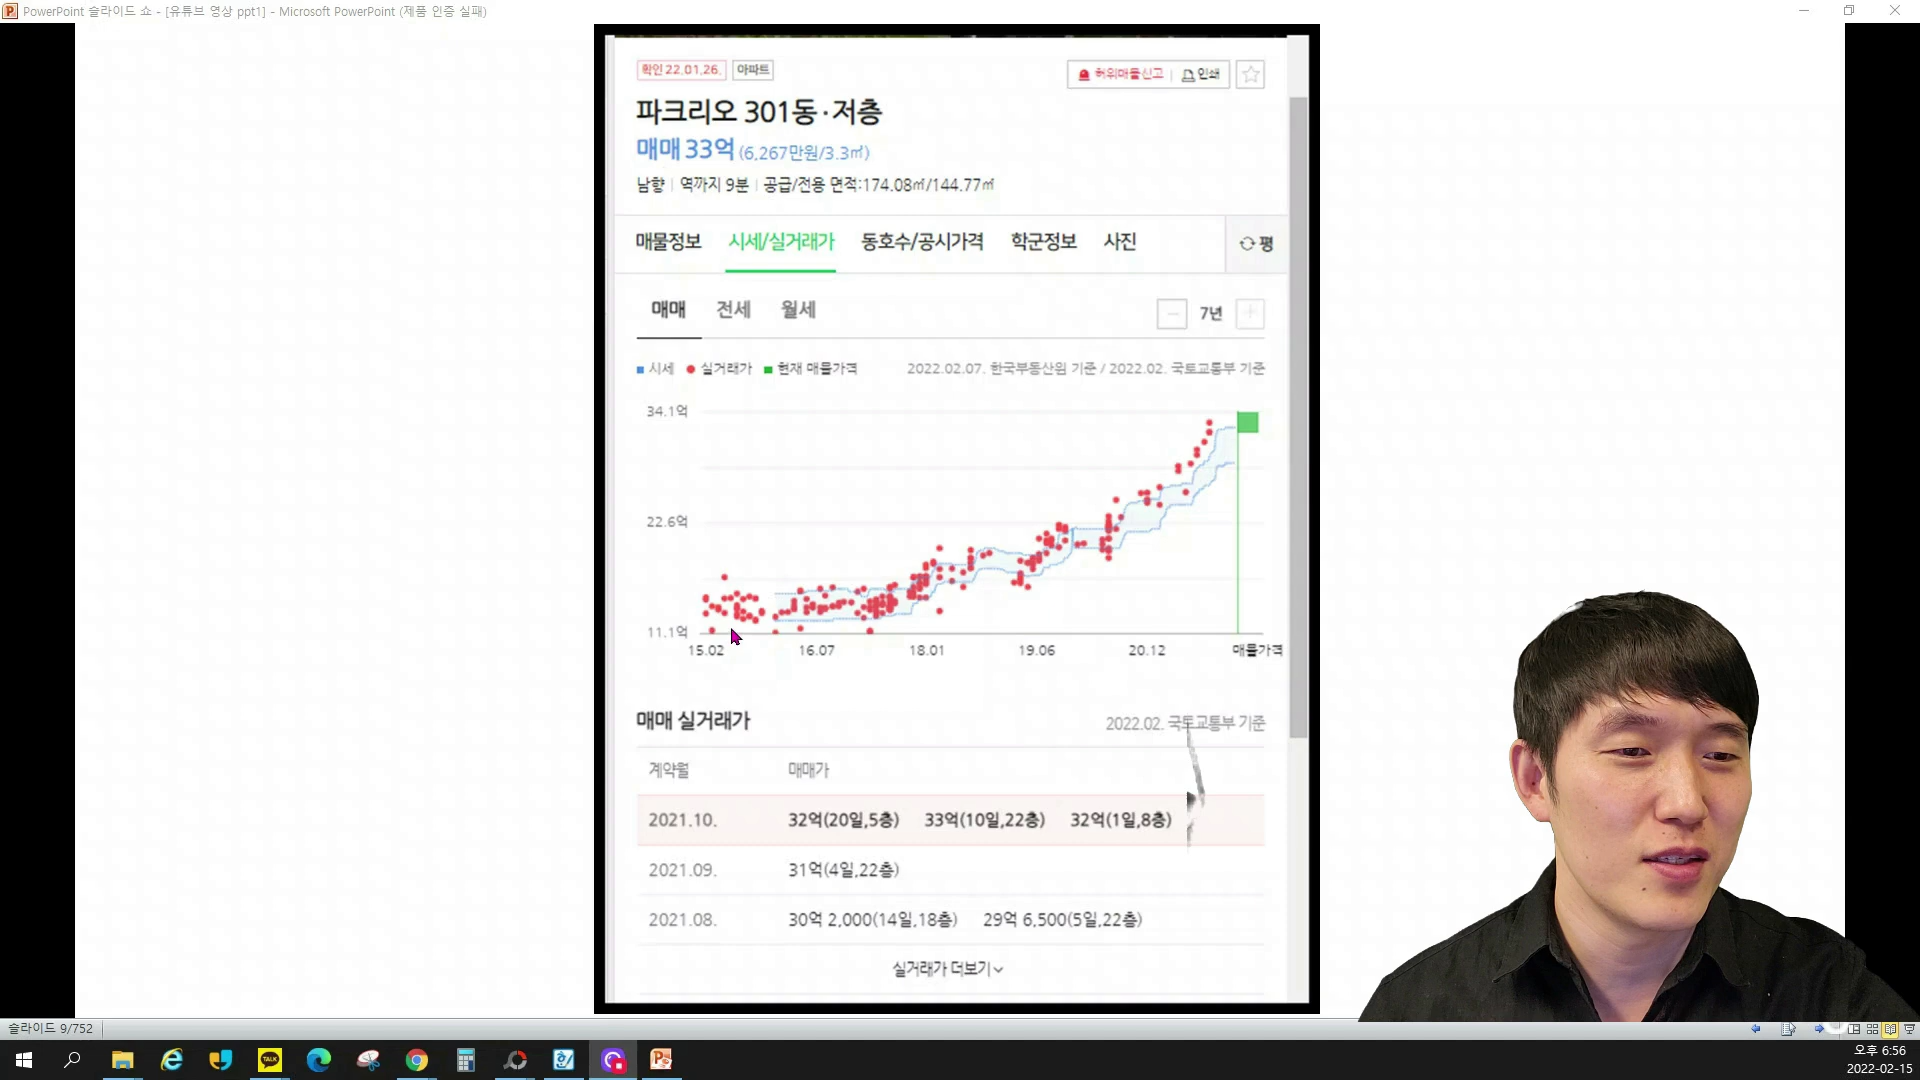 PowerPoint 슬라이드 쇼 - [유튜브 영상 ppt1] - Microsoft PowerPoint (제품 인증 실패)
확인 22.01.26. 아파트
허위매물신고 인쇄
파크리오 301동·저층
매매 33억 (6,267만원/3.3㎡)
남향 역까지 9분 공급/전용 면적:174.08㎡/144.77㎡
매물정보 시세/실거래가 동호수/공시가격 학군정보 사진 평
매매 전세 월세
7년
시세 실거래가 현재 매물가격
2022.02.07. 한국부동산원 기준 / 2022.02. 국토교통부 기준
34.1억
22.6억
11.1억
15.02 16.07 18.01 19.06 20.12 매물가격
매매 실거래가
2022.02. 국토교통부 기준
계약월 매매가
2021.10. 32억(20일,5층) 33억(10일,22층) 32억(1일,8층)
2021.09. 31억(4일,22층)
2021.08. 30억 2,000(14일,18층) 29억 6,500(5일,22층)
실거래가 더보기
슬라이드 9/752
TALK
오후 6:56
2022-02-15